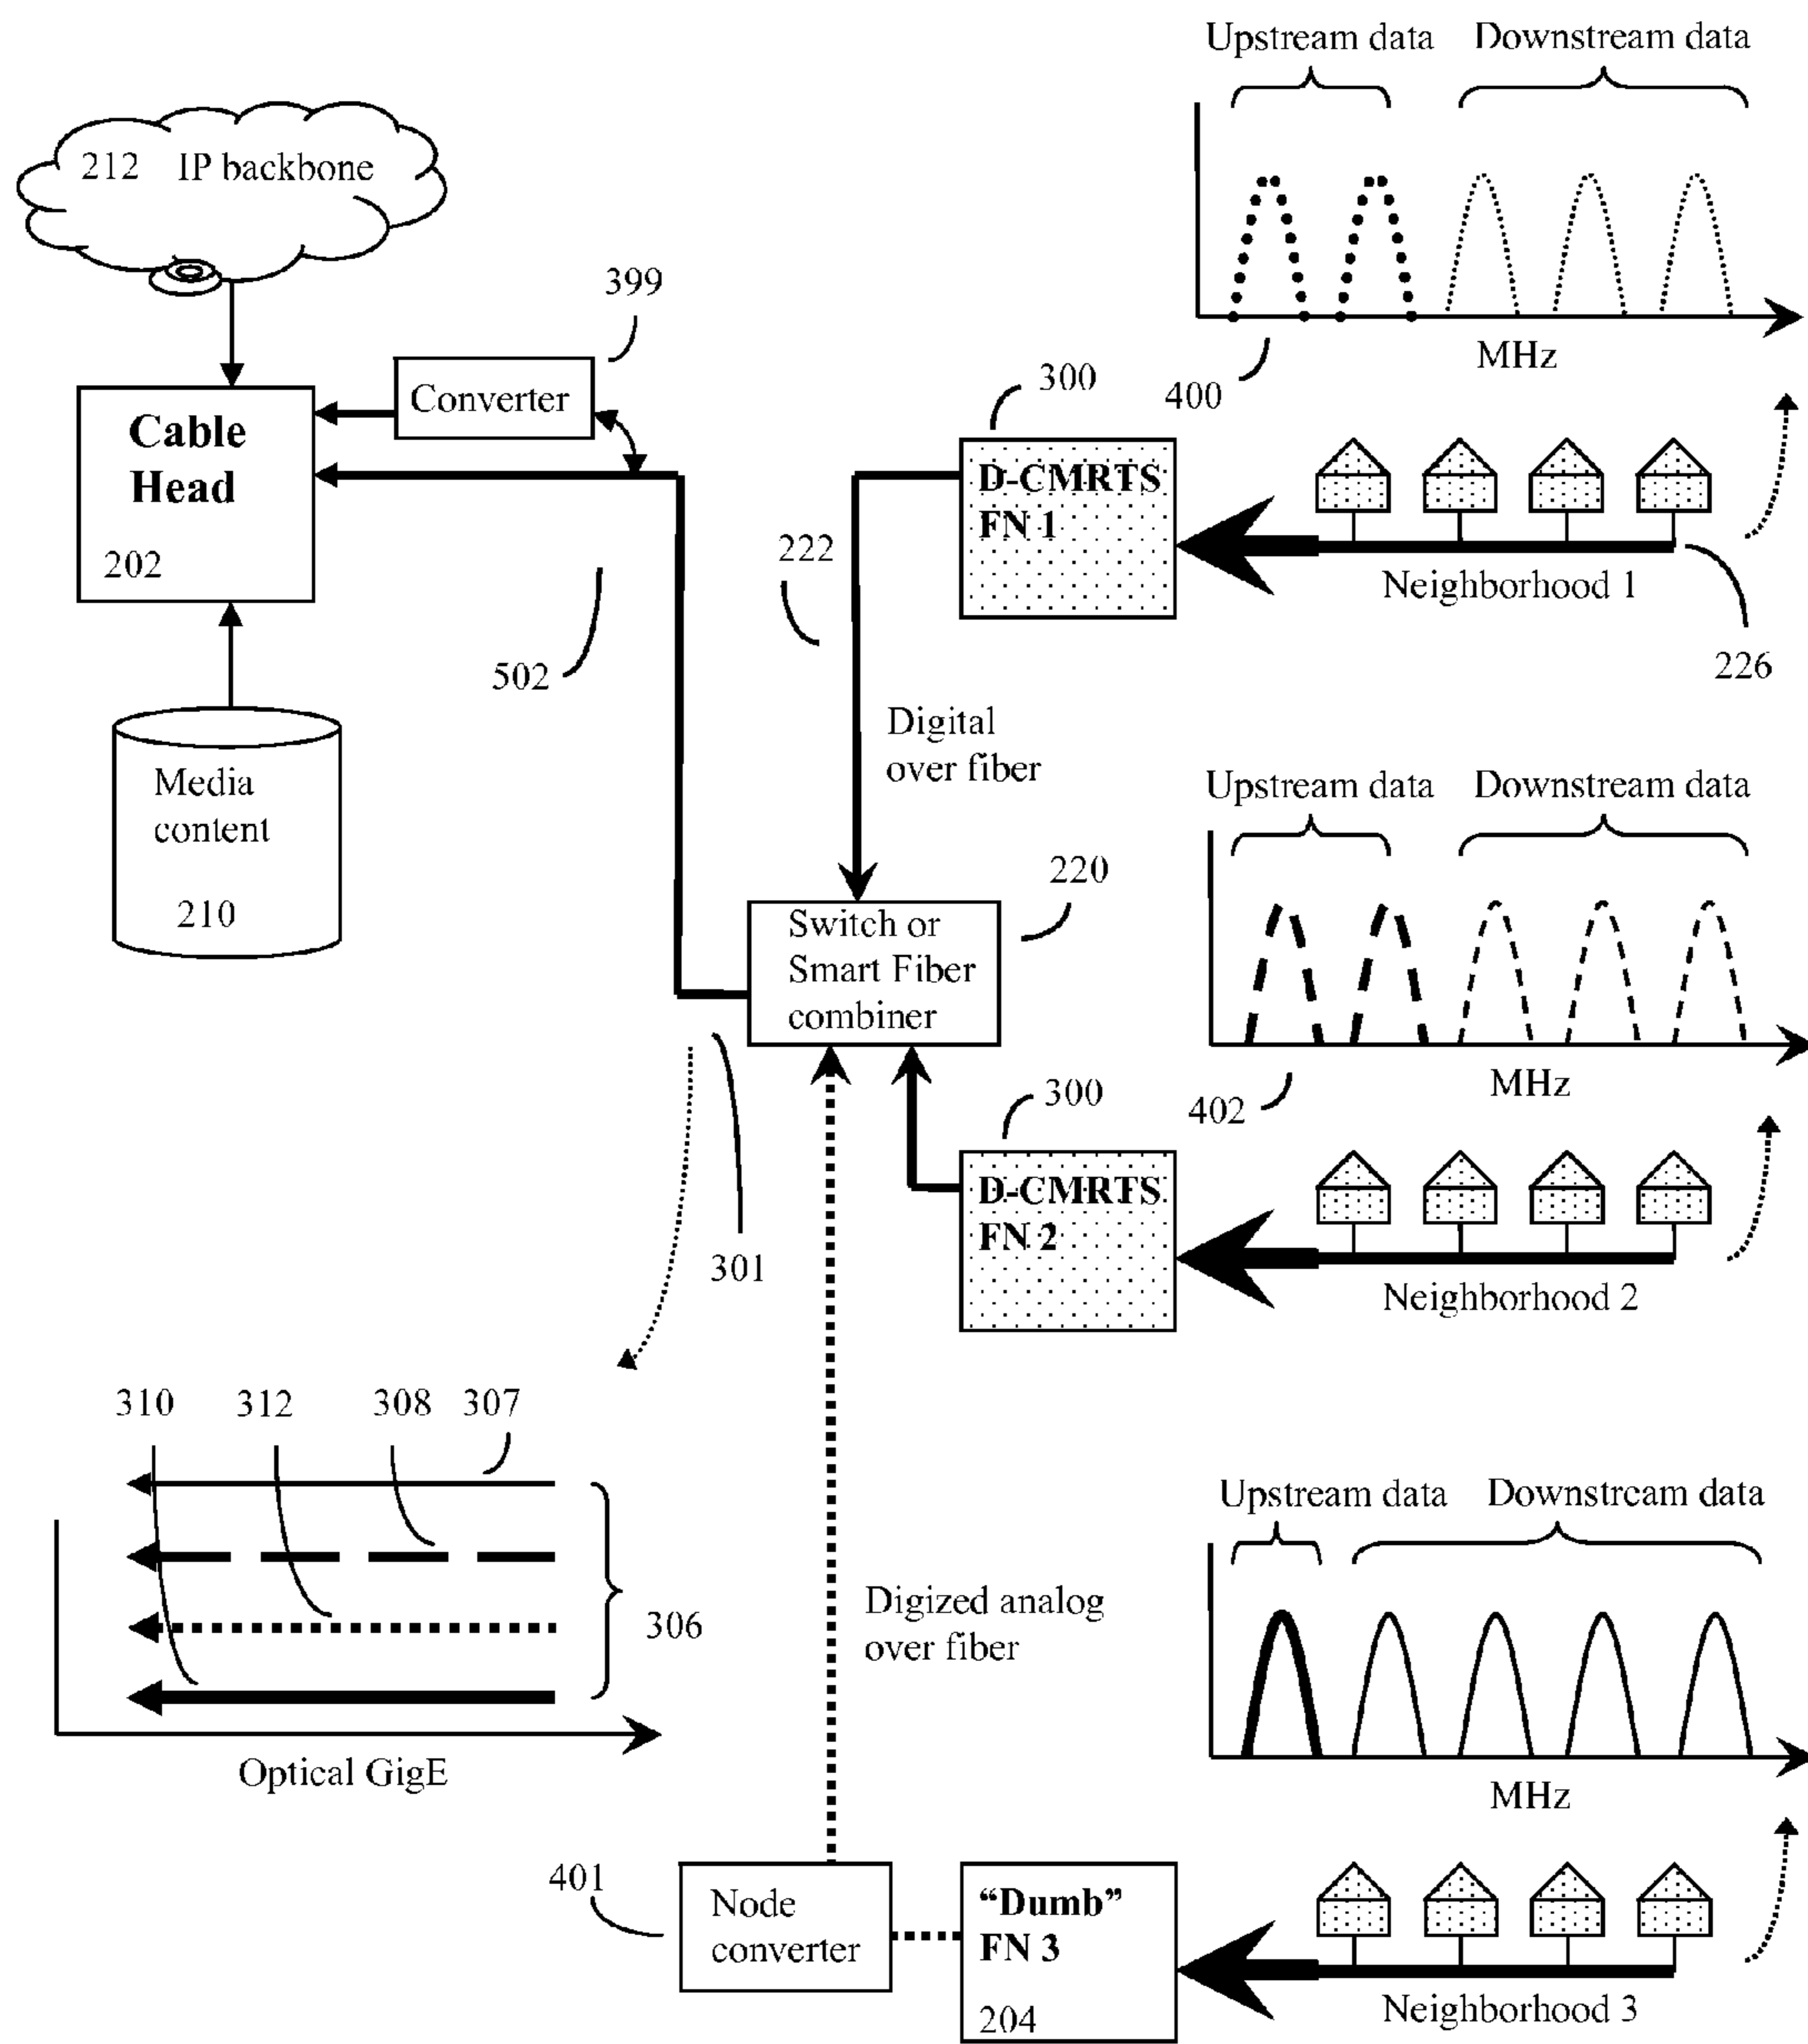 Upstream data Downstream data
212 IP backbone
399
MHz
400
300
Converter
Cable
Head
202
D-CMRTS
FN 1
222
Neighborhood 1
502
226
Digital
over fiber
Media
content
210
Upstream data Downstream data
220
Switch or
Smart Fiber
combiner
MHz
402
300
D-CMRTS
FN 2
301
Neighborhood 2
310 312 308 307
306
Optical GigE
Digized analog
over fiber
Upstream data Downstream data
MHz
401
Node
converter
“Dumb”
FN 3
204
Neighborhood 3